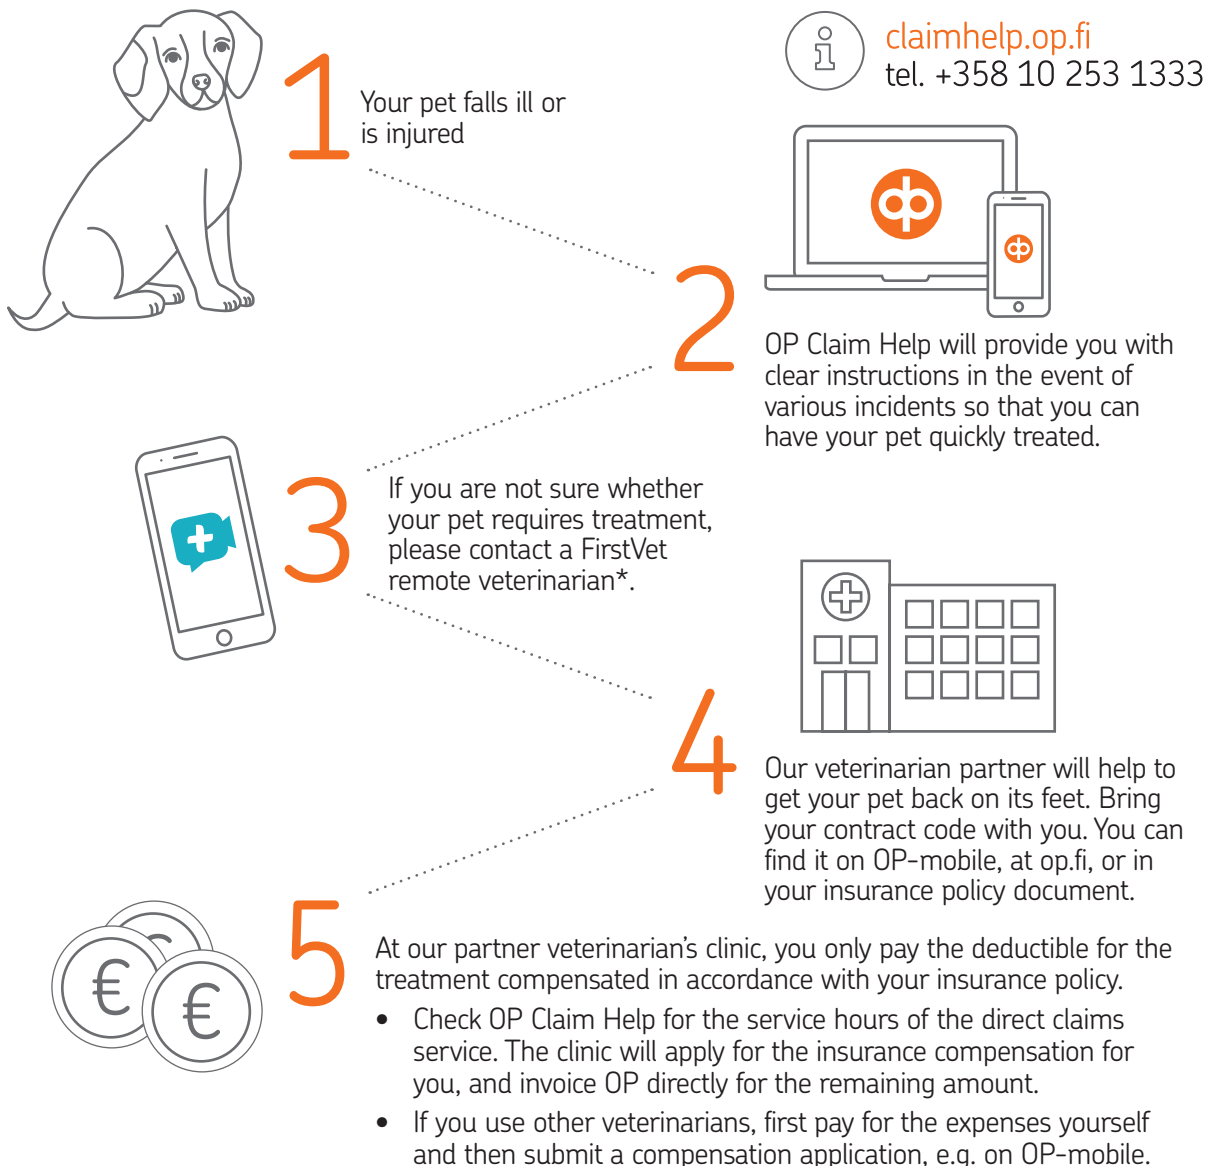 claimhelp.op.fi
tel. +358 10 253 1333
1
Your pet falls ill or
is injured
2
OP Claim Help will provide you with
clear instructions in the event of
various incidents so that you can
have your pet quickly treated.
3
If you are not sure whether
your pet requires treatment,
please contact a FirstVet
remote veterinarian*.
4
Our veterinarian partner will help to
get your pet back on its feet. Bring
your contract code with you. You can
find it on OP-mobile, at op.fi, or in
your insurance policy document.
5
At our partner veterinarian's clinic, you only pay the deductible for the
treatment compensated in accordance with your insurance policy.
• Check OP Claim Help for the service hours of the direct claims
service. The clinic will apply for the insurance compensation for
you, and invoice OP directly for the remaining amount.
• If you use other veterinarians, first pay for the expenses yourself
and then submit a compensation application, e.g. on OP-mobile.
€
€